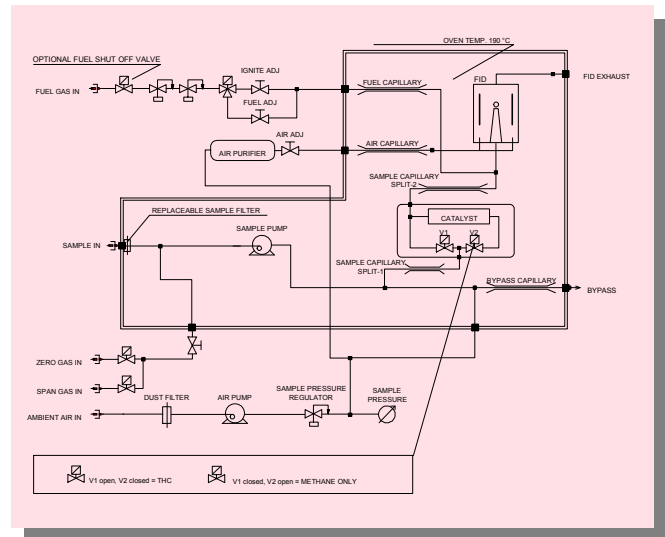 OVEN TEMP. 190 °C
OPTIONAL FUEL SHUT OFF VALVE
IGNITE ADJ
FUEL CAPILLARY
FID
FID EXHAUST
FUEL GAS IN
FUEL ADJ
AIR ADJ
AIR PURIFIER
AIR CAPILLARY
SAMPLE CAPILLARY
SPLIT-2
REPLACEABLE SAMPLE FILTER
CATALYST
SAMPLE PUMP
V1 V2
SAMPLE IN
SAMPLE CAPILLARY
SPLIT-1
BYPASS CAPILLARY
BYPASS
ZERO GAS IN
SPAN GAS IN
DUST FILTER
AIR PUMP
SAMPLE PRESSURE
REGULATOR
SAMPLE
PRESSURE
AMBIENT AIR IN
V1 open, V2 closed = THC
V1 closed, V2 open = METHANE ONLY